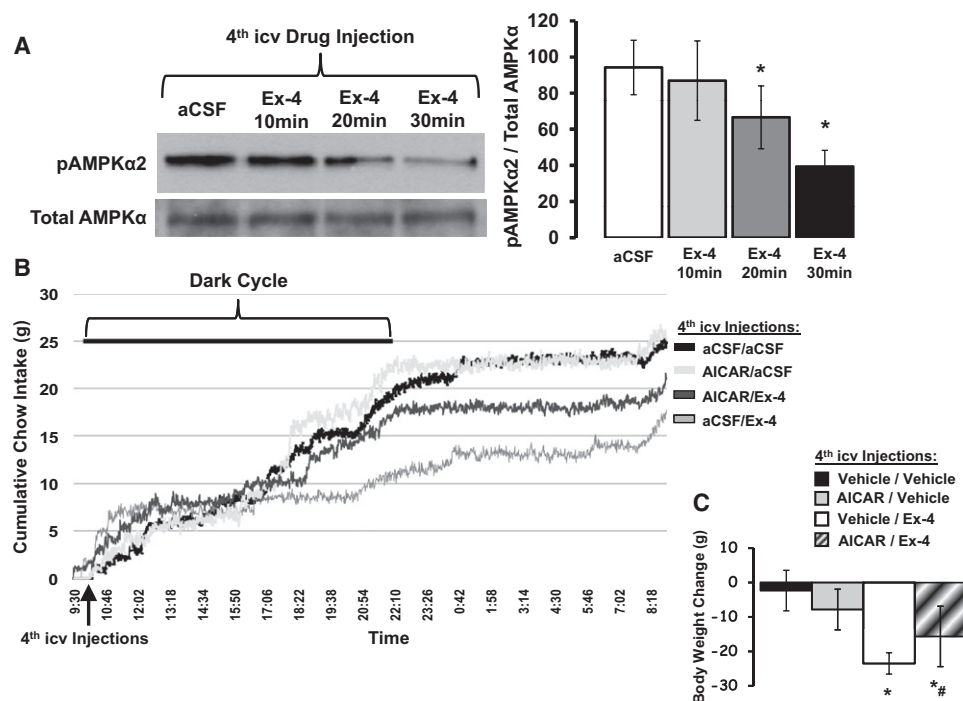 A
4th icv Drug Injection
aCSF
Ex-4
10min
Ex-4
20min
Ex-4
30min
pAMPKα2
Total AMPKα
pAMPKα2 / Total AMPKα
120
100
80
60
40
20
0
*
*
aCSF
Ex-4
10min
Ex-4
20min
Ex-4
30min
B
Dark Cycle
Cumulative Chow Intake (g)
30
25
20
15
10
5
0
9:30
10:46
12:02
13:18
14:34
15:50
17:06
18:22
19:38
20:54
22:10
23:26
0:42
1:58
3:14
4:30
5:46
7:02
8:18
4th icv Injections
Time
4th icv Injections:
aCSF/aCSF
AICAR/aCSF
AICAR/Ex-4
aCSF/Ex-4
C
4th icv Injections:
Vehicle / Vehicle
AICAR / Vehicle
Vehicle / Ex-4
AICAR / Ex-4
Body Weight Change (g)
10
0
-10
-20
-30
*
*#